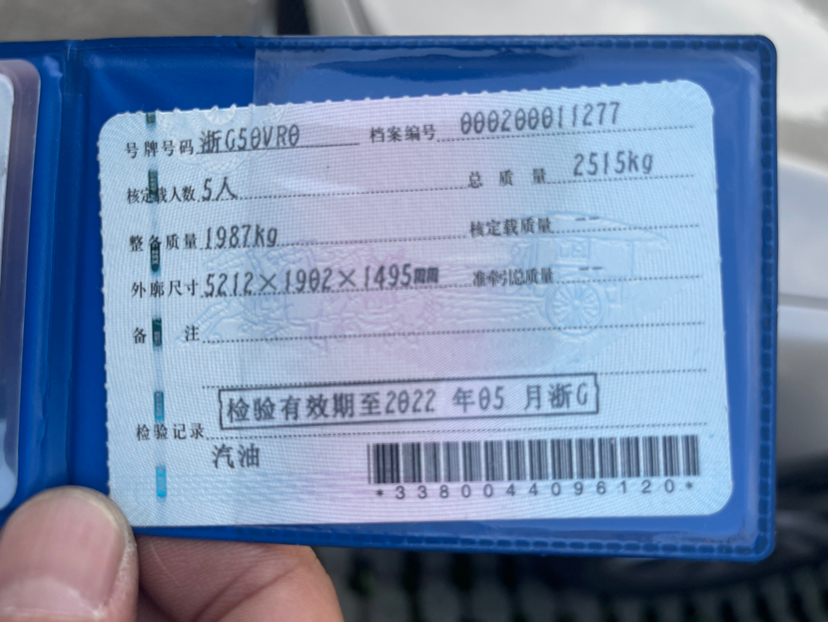 号牌号码 浙G50VR0 档案编号 000200011277
核定载人数 5人 总质量 2515kg
整备质量 1987kg 核定载质量 --
外廓尺寸 5212×1902×1495mm 准牵引总质量 --
备注
检验记录 检验有效期至2022年05月浙G
汽油
*3380044096120*